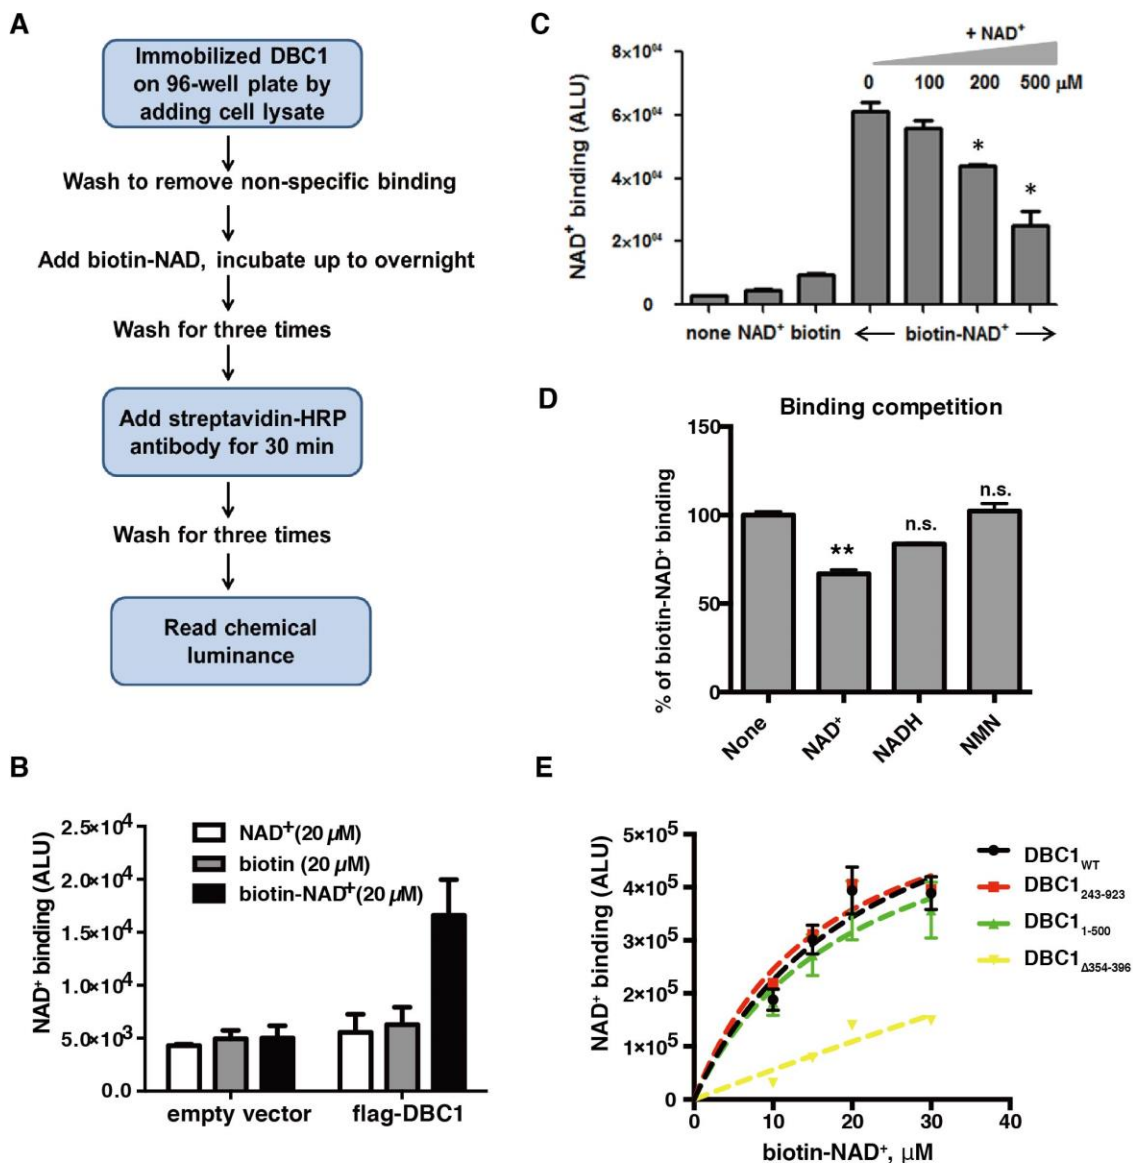 A
Immobilized DBC1
on 96-well plate by
adding cell lysate
Wash to remove non-specific binding
Add biotin-NAD, incubate up to overnight
Wash for three times
Add streptavidin-HRP
antibody for 30 min
Wash for three times
Read chemical
luminance
B
NAD⁺ binding (ALU)
2.5×10⁴
2.0×10⁴
1.5×10⁴
1.0×10⁴
5.0×10³
0.0
NAD⁺(20 μM)
biotin (20 μM)
biotin-NAD⁺(20 μM)
empty vector flag-DBC1
C
NAD⁺ binding (ALU)
8×10⁰⁴
6×10⁰⁴
4×10⁰⁴
2×10⁰⁴
0
+ NAD⁺
0 100 200 500 μM
*
*
none NAD⁺ biotin biotin-NAD⁺
D
Binding competition
% of biotin-NAD⁺ binding
150
100
50
0
** n.s. n.s.
None NAD⁺ NADH NMN
E
NAD⁺ binding (ALU)
5×10⁵
4×10⁵
3×10⁵
2×10⁵
1×10⁵
0
0 10 20 30 40
biotin-NAD⁺, μM
DBC1WT
DBC1243-923
DBC11-500
DBC1Δ354-396